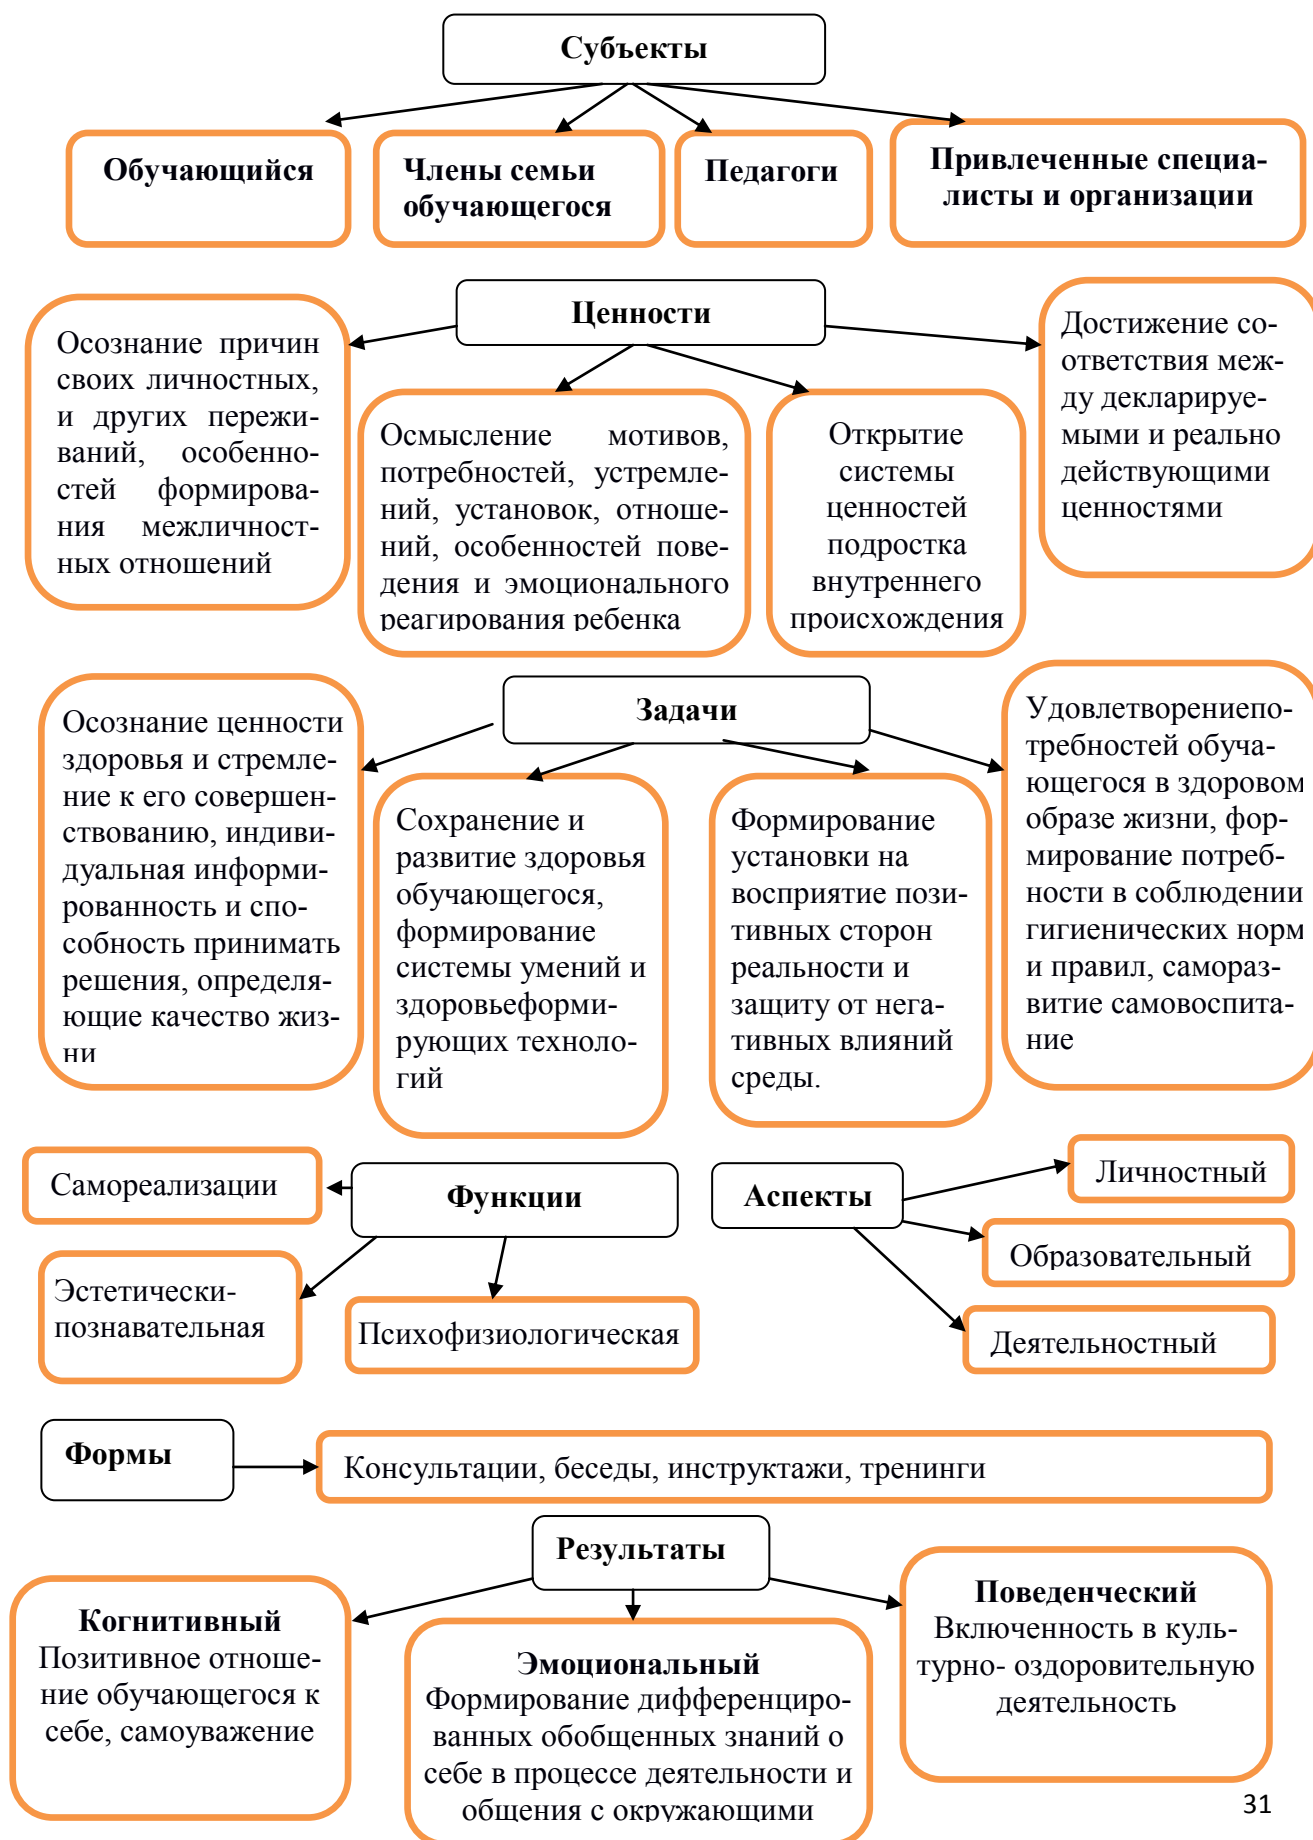 Субъекты
Обучающийся
Члены семьи
обучающегося
Педагоги
Привлеченные специа-
листы и организации
Ценности
Осознание причин
своих личностных,
и других пережи-
ваний, особенно-
стей формирова-
ния межличност-
ных отношений
Осмысление мотивов,
потребностей, устремле-
ний, установок, отноше-
ний, особенностей пове-
дения и эмоционального
реагирования ребенка
Открытие
системы
ценностей
подростка
внутреннего
происхождения
Достижение со-
ответствия меж-
ду декларируе-
мыми и реально
действующими
ценностями
Задачи
Осознание ценности
здоровья и стремле-
ние к его совершен-
ствованию, индиви-
дуальная информи-
рованность и спо-
собность принимать
решения, определя-
ющие качество жиз-
ни
Сохранение и
развитие здоровья
обучающегося,
формирование
системы умений и
здоровьеформи-
рующих техноло-
гий
Формирование
установки на
восприятие пози-
тивных сторон
реальности и
защиту от нега-
тивных влияний
среды.
Удовлетворениепо-
требностей обуча-
ющегося в здоровом
образе жизни, фор-
мирование потреб-
ности в соблюдении
гигиенических норм
и правил, самораз-
витие самовоспита-
ние
Функции
Самореализации
Эстетически-
познавательная
Психофизиологическая
Аспекты
Личностный
Образовательный
Деятельностный
Формы
Консультации, беседы, инструктажи, тренинги
Результаты
Когнитивный
Позитивное отноше-
ние обучающегося к
себе, самоуважение
Эмоциональный
Формирование дифференциро-
ванных обобщенных знаний о
себе в процессе деятельности и
общения с окружающими
Поведенческий
Включенность в куль-
турно- оздоровительную
деятельность
31